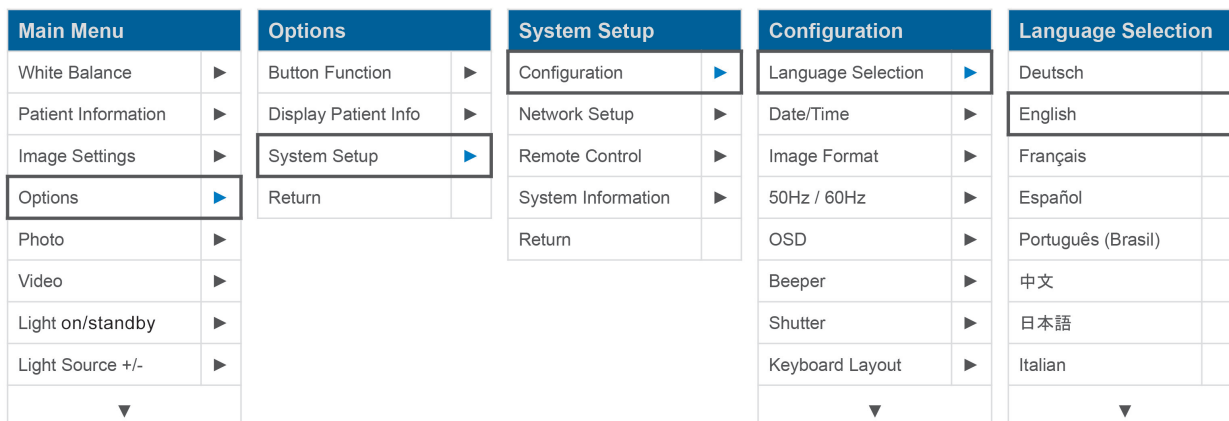 Main Menu
White Balance ►
Patient Information ►
Image Settings ►
Options ►
Photo ►
Video ►
Light on/standby ►
Light Source +/- ►
▼
Options
Button Function ►
Display Patient Info ►
System Setup ►
Return
System Setup
Configuration ►
Network Setup ►
Remote Control ►
System Information ►
Return
Configuration
Language Selection ►
Date/Time ►
Image Format ►
50Hz / 60Hz ►
OSD ►
Beeper ►
Shutter ►
Keyboard Layout ►
▼
Language Selection
Deutsch
English
Français
Español
Português (Brasil)
中文
日本語
Italian
▼